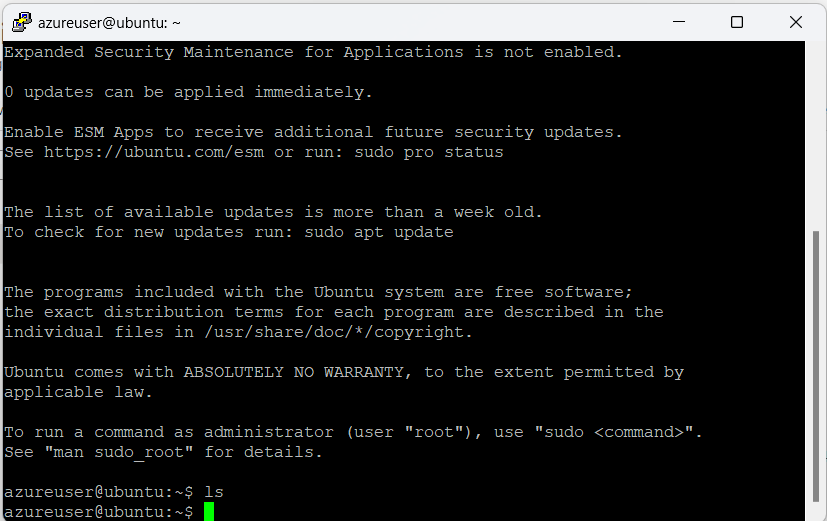 azureuser@ubuntu: ~
Expanded Security Maintenance for Applications is not enabled.
0 updates can be applied immediately.
Enable ESM Apps to receive additional future security updates.
See https://ubuntu.com/esm or run: sudo pro status
The list of available updates is more than a week old.
To check for new updates run: sudo apt update
The programs included with the Ubuntu system are free software;
the exact distribution terms for each program are described in the
individual files in /usr/share/doc/*/copyright.
Ubuntu comes with ABSOLUTELY NO WARRANTY, to the extent permitted by
applicable law.
To run a command as administrator (user "root"), use "sudo <command>".
See "man sudo_root" for details.
azureuser@ubuntu:~$ ls
azureuser@ubuntu:~$